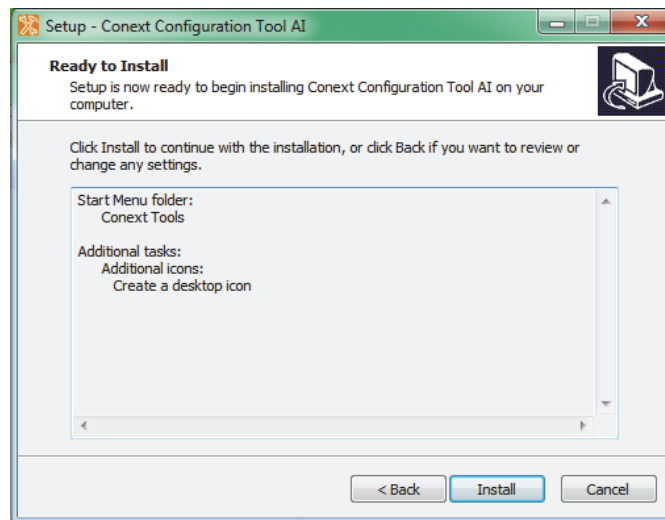 Setup - Conext Configuration Tool AI
Ready to Install
Setup is now ready to begin installing Conext Configuration Tool AI on your
computer.
Click Install to continue with the installation, or click Back if you want to review or
change any settings.
Start Menu folder:
Conext Tools
Additional tasks:
Additional icons:
Create a desktop icon
< Back
Install
Cancel